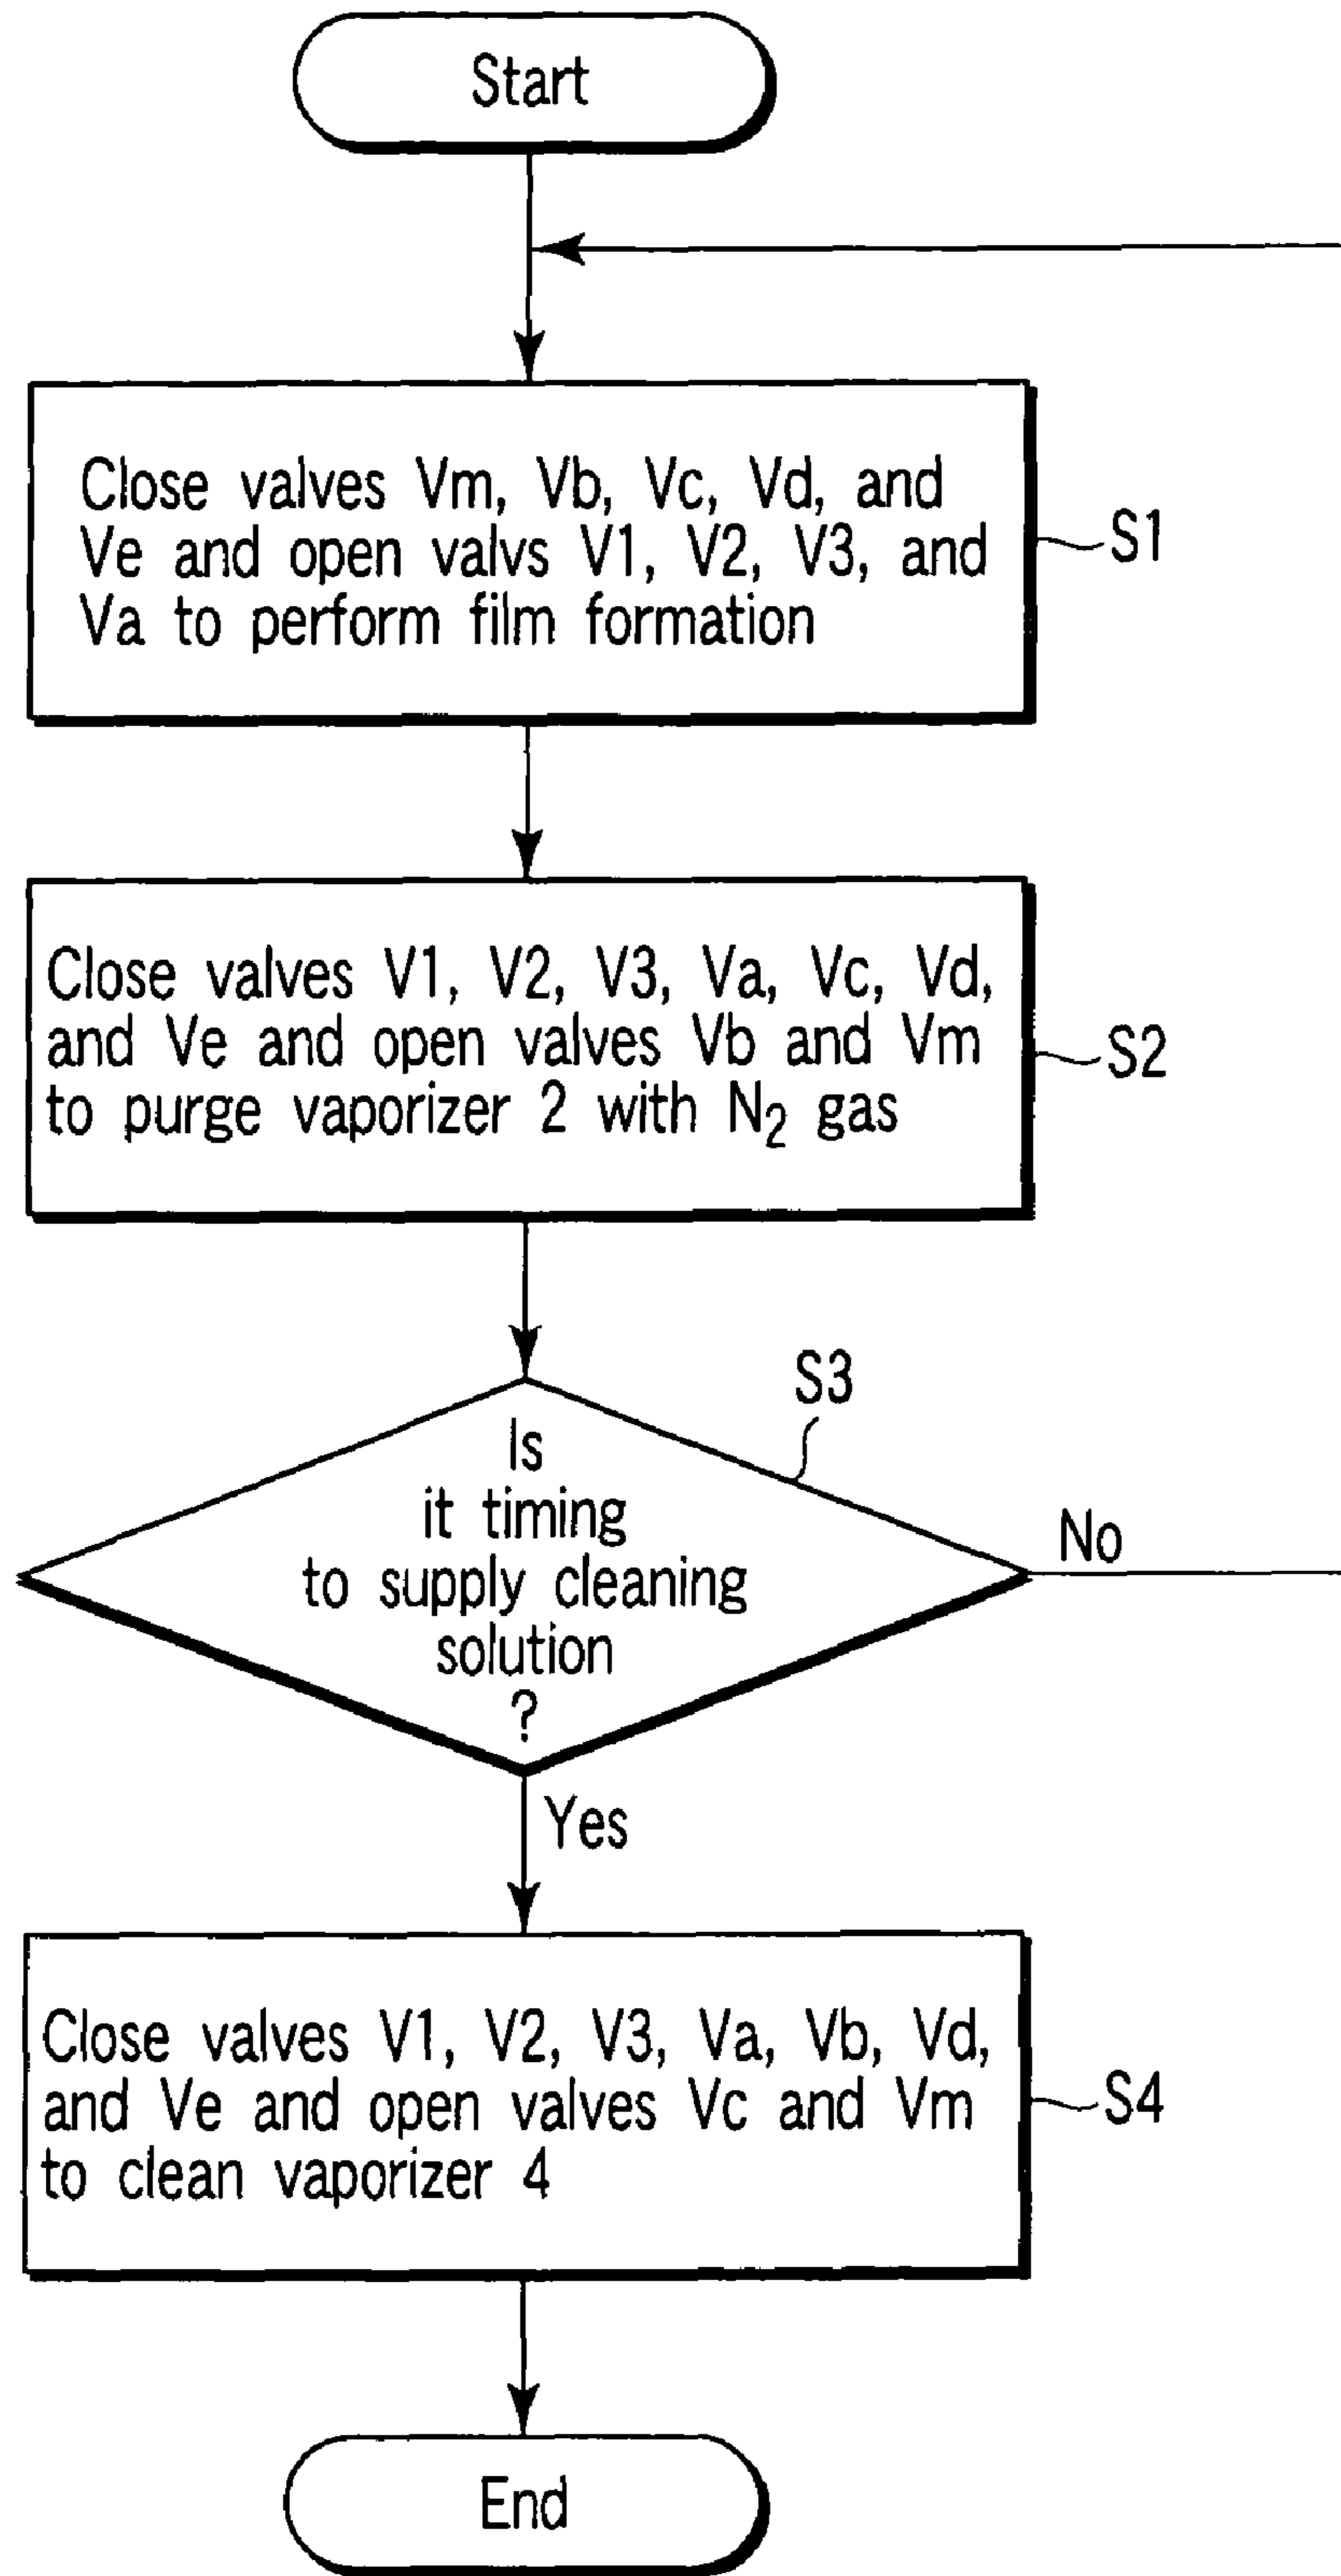 Start
Close valves Vm, Vb, Vc, Vd, and
Ve and open valvs V1, V2, V3, and
Va to perform film formation
S1
Close valves V1, V2, V3, Va, Vc, Vd,
and Ve and open valves Vb and Vm
to purge vaporizer 2 with N₂ gas
S2
S3
Is
it timing
to supply cleaning
solution
?
No
Yes
Close valves V1, V2, V3, Va, Vb, Vd,
and Ve and open valves Vc and Vm
to clean vaporizer 4
S4
End